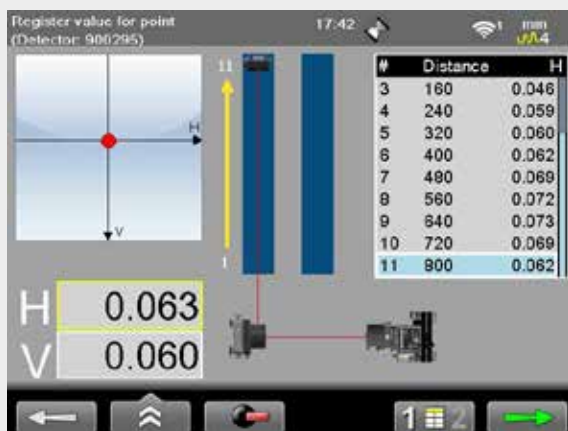 Register value for point
(Detector: 900295)
17:42
1
mm
4
H
V
11
1
# Distance H
3 160 0.046
4 240 0.059
5 320 0.060
6 400 0.062
7 480 0.069
8 560 0.072
9 640 0.073
10 720 0.069
11 800 0.062
H 0.063
V 0.060
1 2